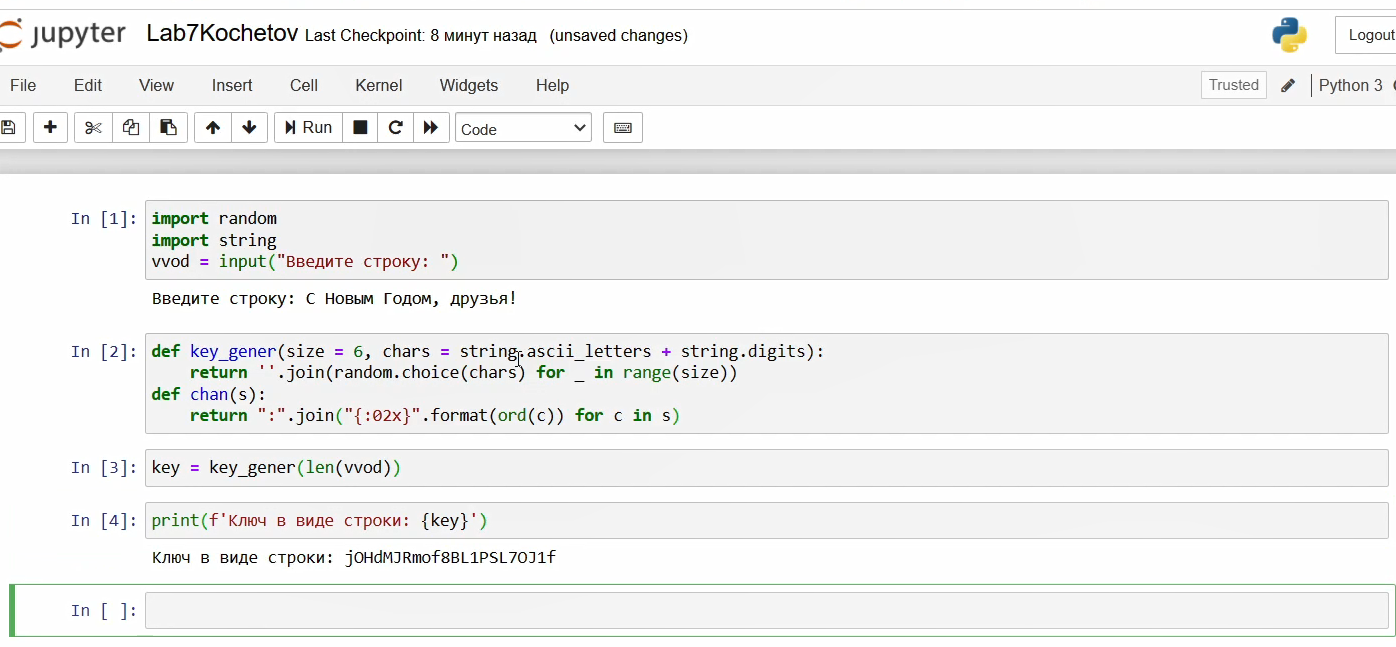 jupyter Lab7Kochetov Last Checkpoint: 8 минут назад (unsaved changes) Logout
File Edit View Insert Cell Kernel Widgets Help Trusted Python 3
Run Code
In [1]: import random
import string
vvod = input("Введите строку: ")
Введите строку: С Новым Годом, друзья!
In [2]: def key_gener(size = 6, chars = string.ascii_letters + string.digits):
return ''.join(random.choice(chars) for _ in range(size))
def chan(s):
return ":".join("{:02x}".format(ord(c)) for c in s)
In [3]: key = key_gener(len(vvod))
In [4]: print(f'Ключ в виде строки: {key}')
Ключ в виде строки: jOHdMJRmof8BL1PSL7OJ1f
In [ ]: